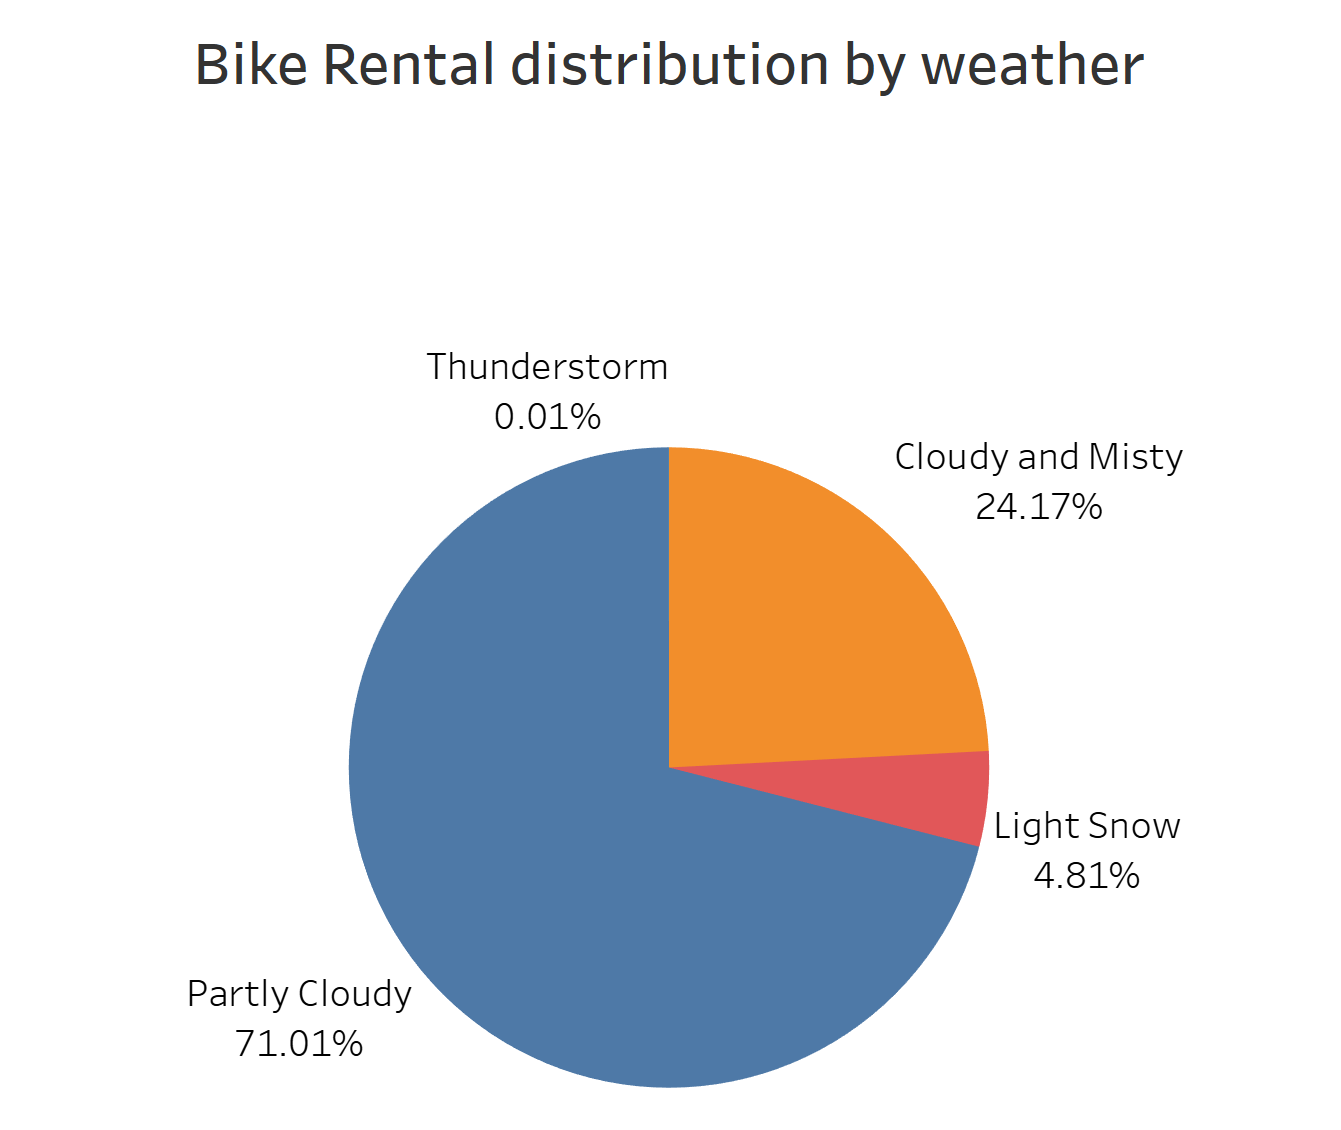 Bike Rental distribution by weather
Thunderstorm
0.01%
Cloudy and Misty
24.17%
Light Snow
4.81%
Partly Cloudy
71.01%